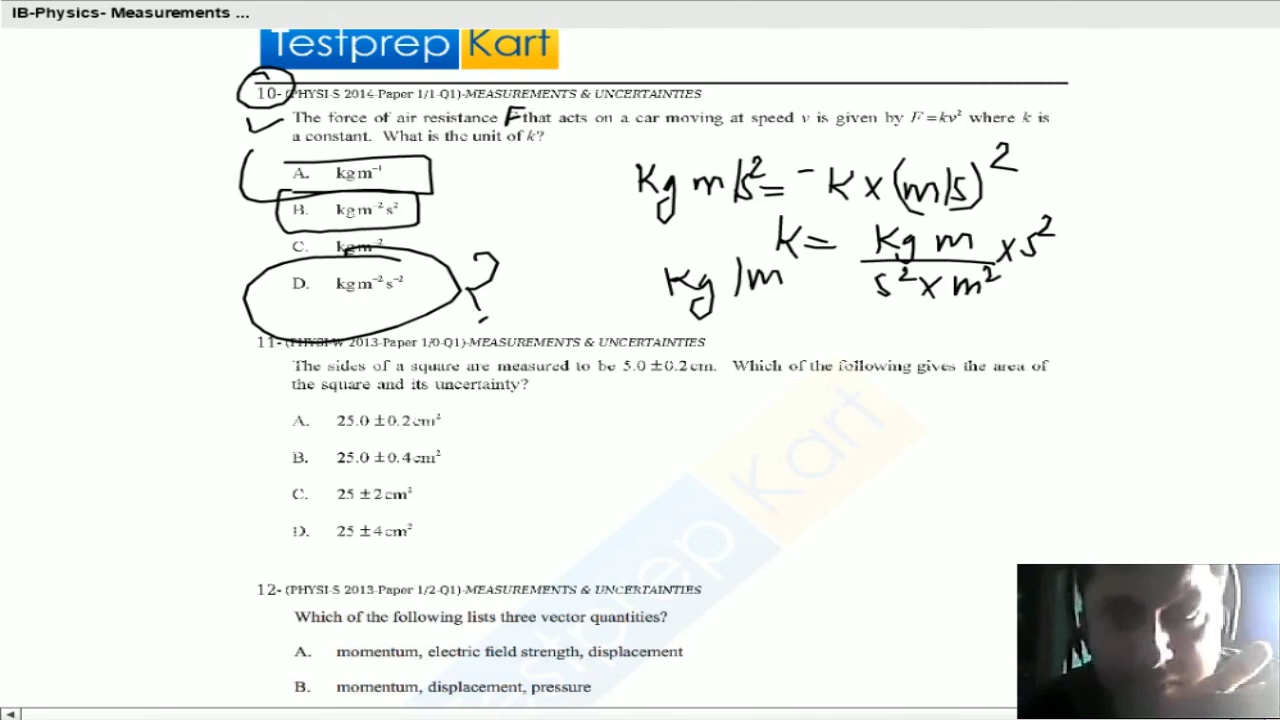 IB-Physics- Measurements ...
Testprep Kart
10- (PHYSI-S 2014-Paper 1/1-Q1)-MEASUREMENTS & UNCERTAINTIES
The force of air resistance F that acts on a car moving at speed v is given by F=kv² where k is
a constant. What is the unit of k?
A. kg m⁻¹
B. kg m⁻² s²
C. kg m⁻²
D. kg m⁻² s⁻²
?
Kg m/s² = K x (m/s)²
k = Kg m / s² x m² x s²
Kg /m
11- (PHYSI-W 2013-Paper 1/0-Q1)-MEASUREMENTS & UNCERTAINTIES
The sides of a square are measured to be 5.0 ±0.2 cm. Which of the following gives the area of
the square and its uncertainty?
A. 25.0 ±0.2 cm²
B. 25.0 ±0.4 cm²
C. 25 ±2 cm²
D. 25 ±4 cm²
12- (PHYSI-S 2013-Paper 1/2-Q1)-MEASUREMENTS & UNCERTAINTIES
Which of the following lists three vector quantities?
A. momentum, electric field strength, displacement
B. momentum, displacement, pressure
Testprep Kart